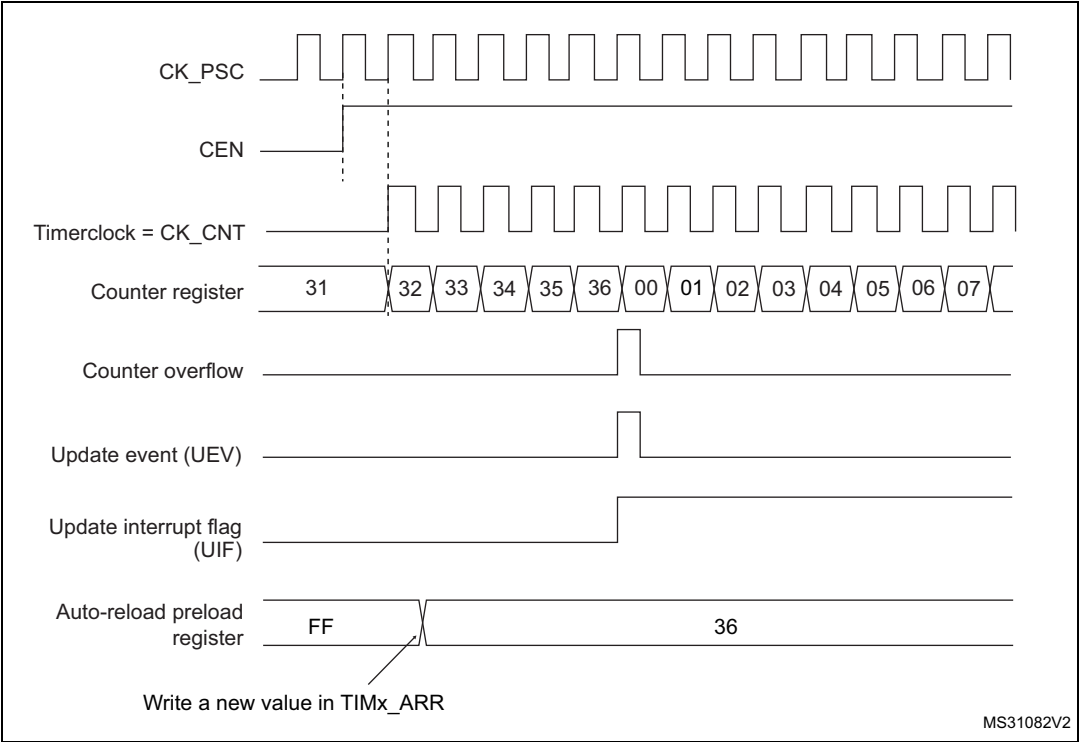 CK_PSC
CEN
Timerclock = CK_CNT
Counter register 31 32 33 34 35 36 00 01 02 03 04 05 06 07
Counter overflow
Update event (UEV)
Update interrupt flag
(UIF)
Auto-reload preload
register
FF 36
Write a new value in TIMx_ARR
MS31082V2